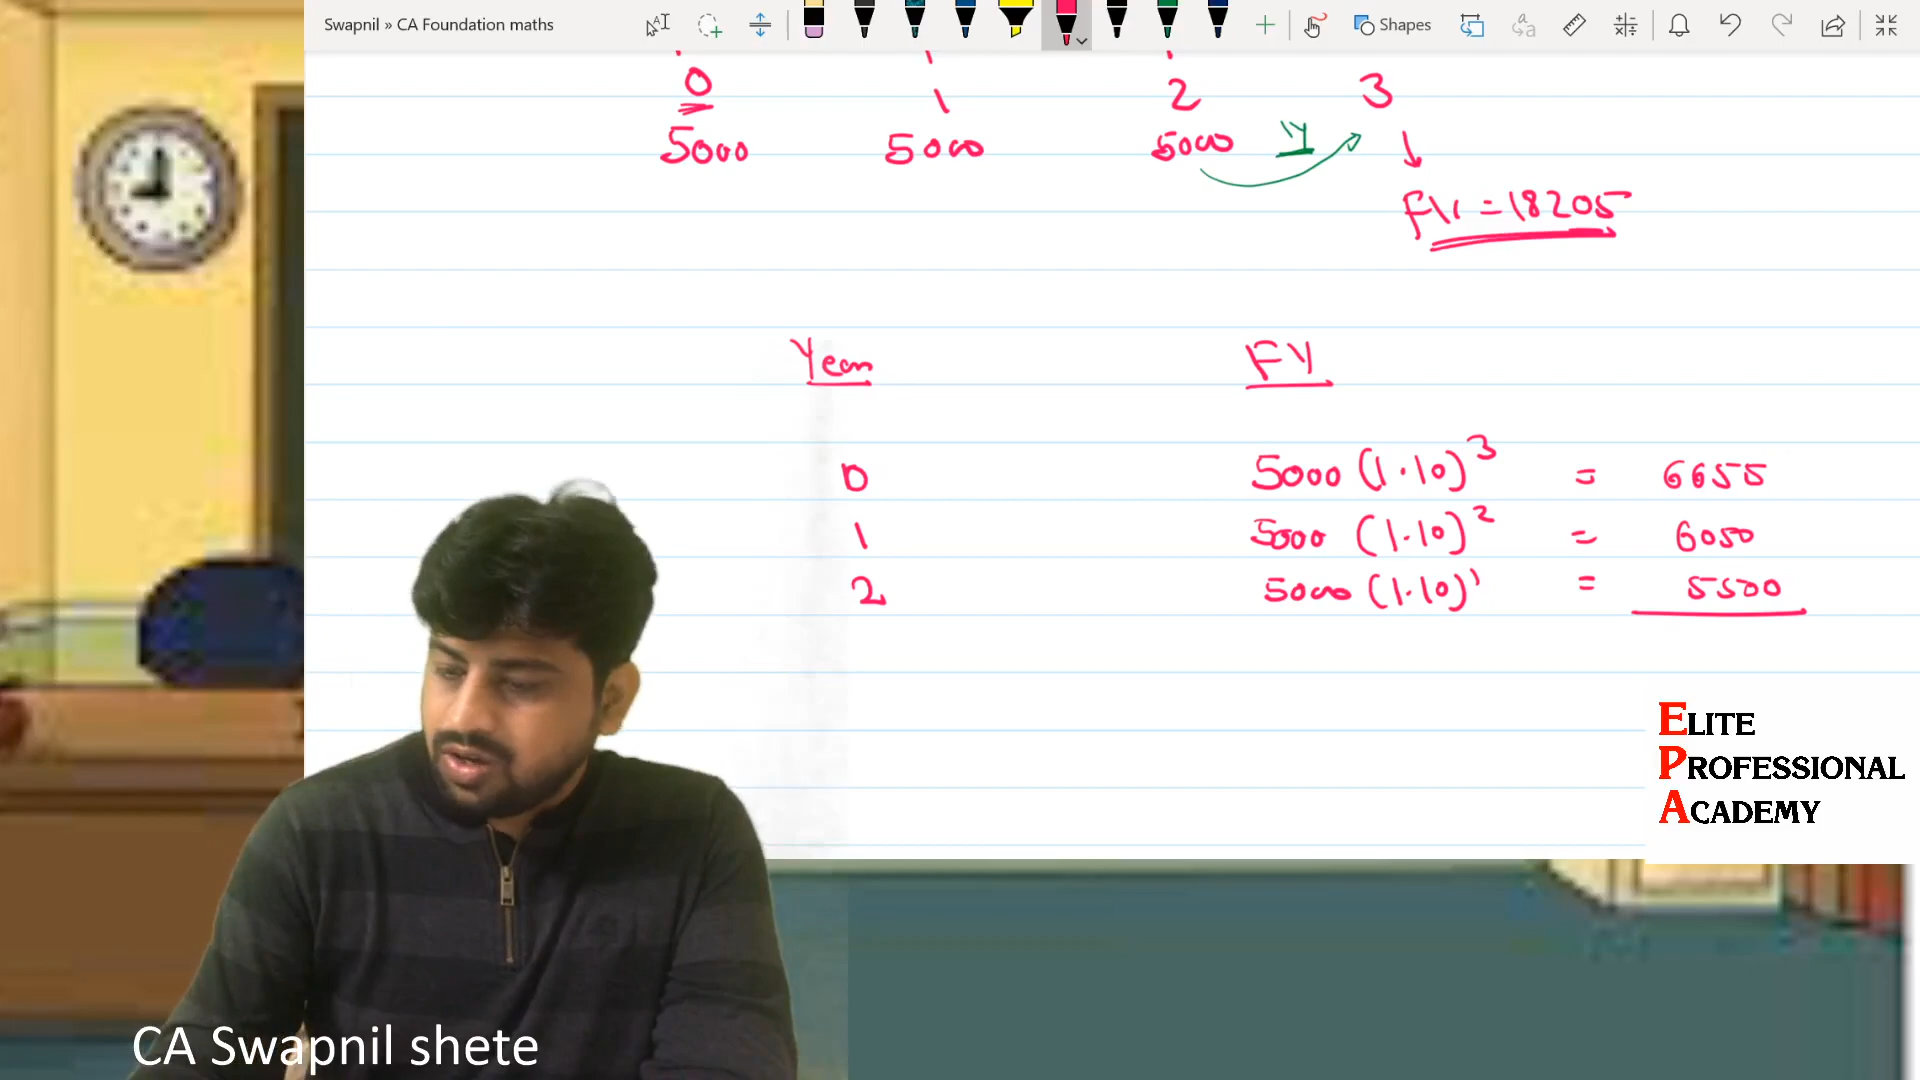 Swapnil » CA Foundation maths
Shapes
0 1 2 3
5000 5000 5000 1Y
FV = 18205
Year FV
0 5000 (1.10)^3 = 6655
1 5000 (1.10)^2 = 6050
2 5000 (1.10)^1 = 5500
ELITE
PROFESSIONAL
ACADEMY
CA Swapnil shete